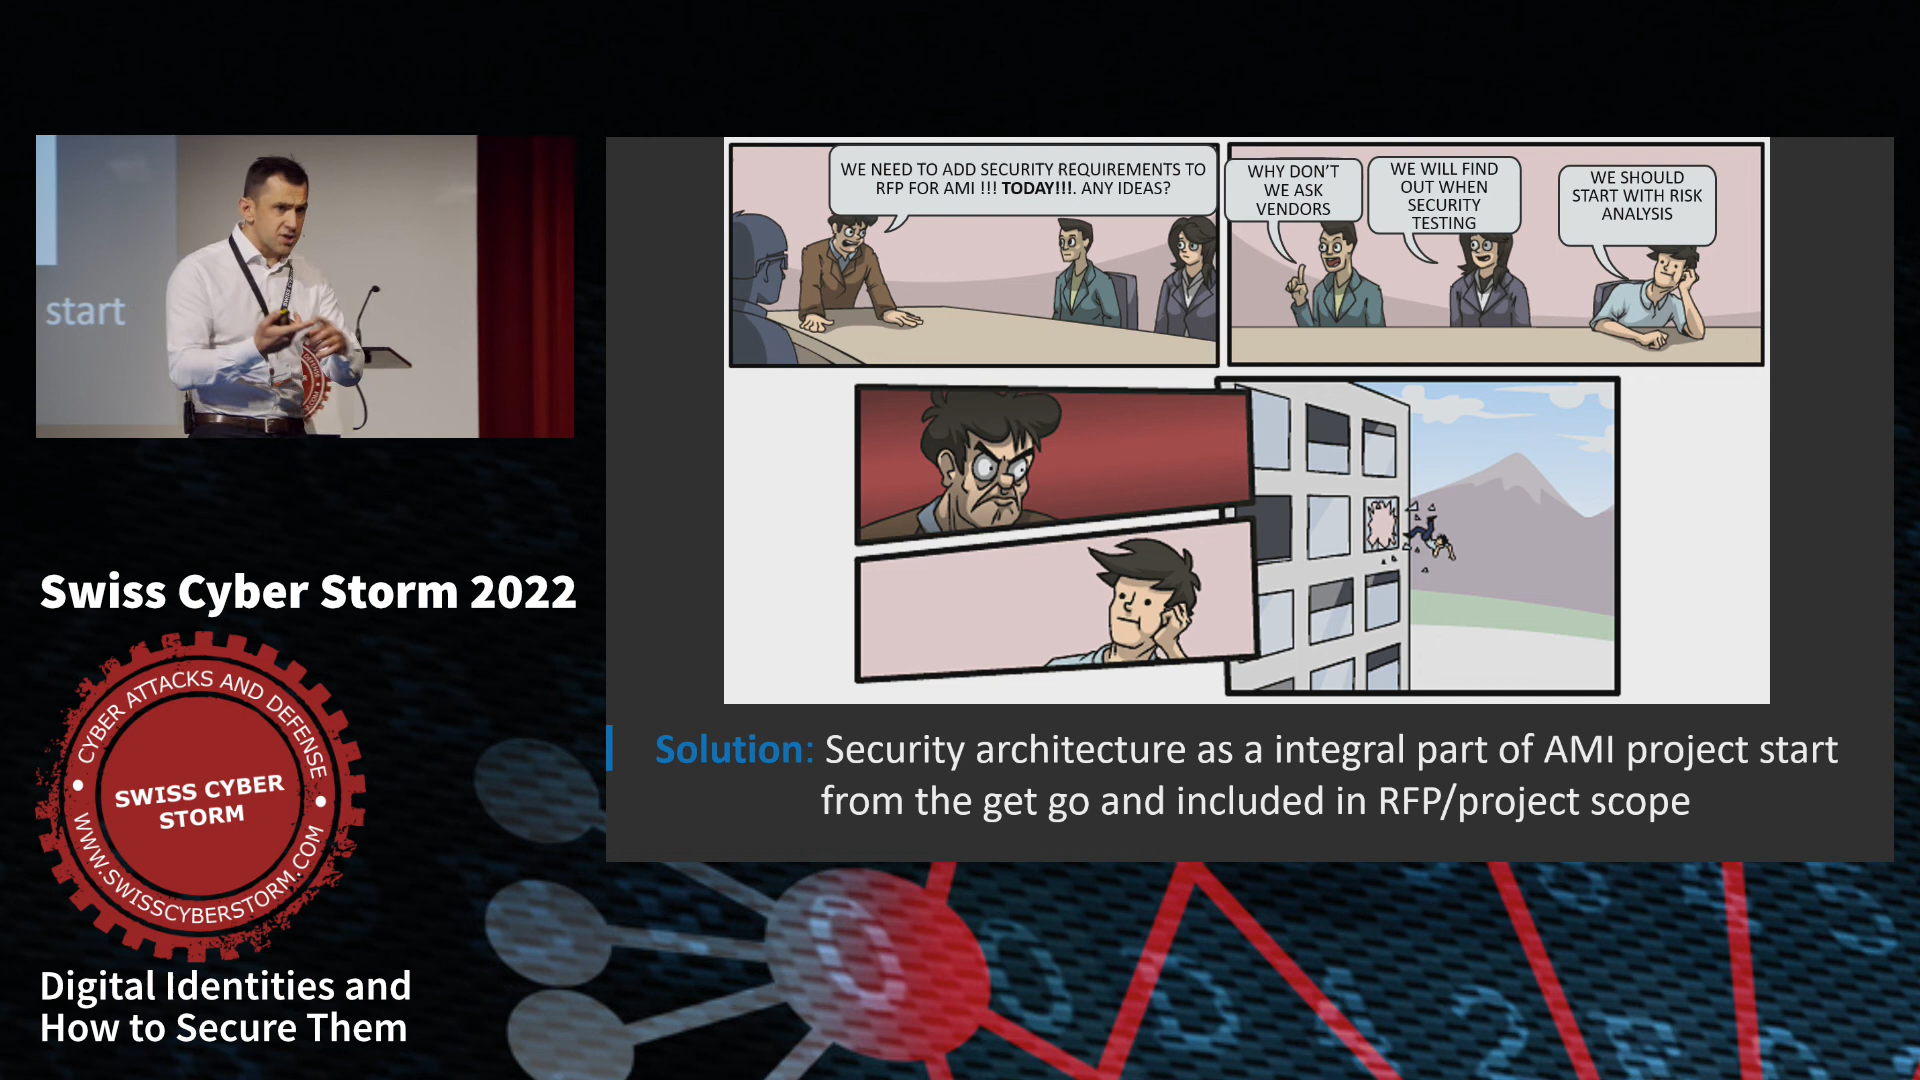 start
WE NEED TO ADD SECURITY REQUIREMENTS TO
RFP FOR AMI !!! TODAY!!!. ANY IDEAS?
WHY DON'T
WE ASK
VENDORS
WE WILL FIND
OUT WHEN
SECURITY
TESTING
WE SHOULD
START WITH RISK
ANALYSIS
Solution: Security architecture as a integral part of AMI project start
from the get go and included in RFP/project scope
Swiss Cyber Storm 2022
CYBER ATTACKS AND DEFENSE
SWISS CYBER
STORM
WWW.SWISSCYBERSTORM.COM
Digital Identities and
How to Secure Them